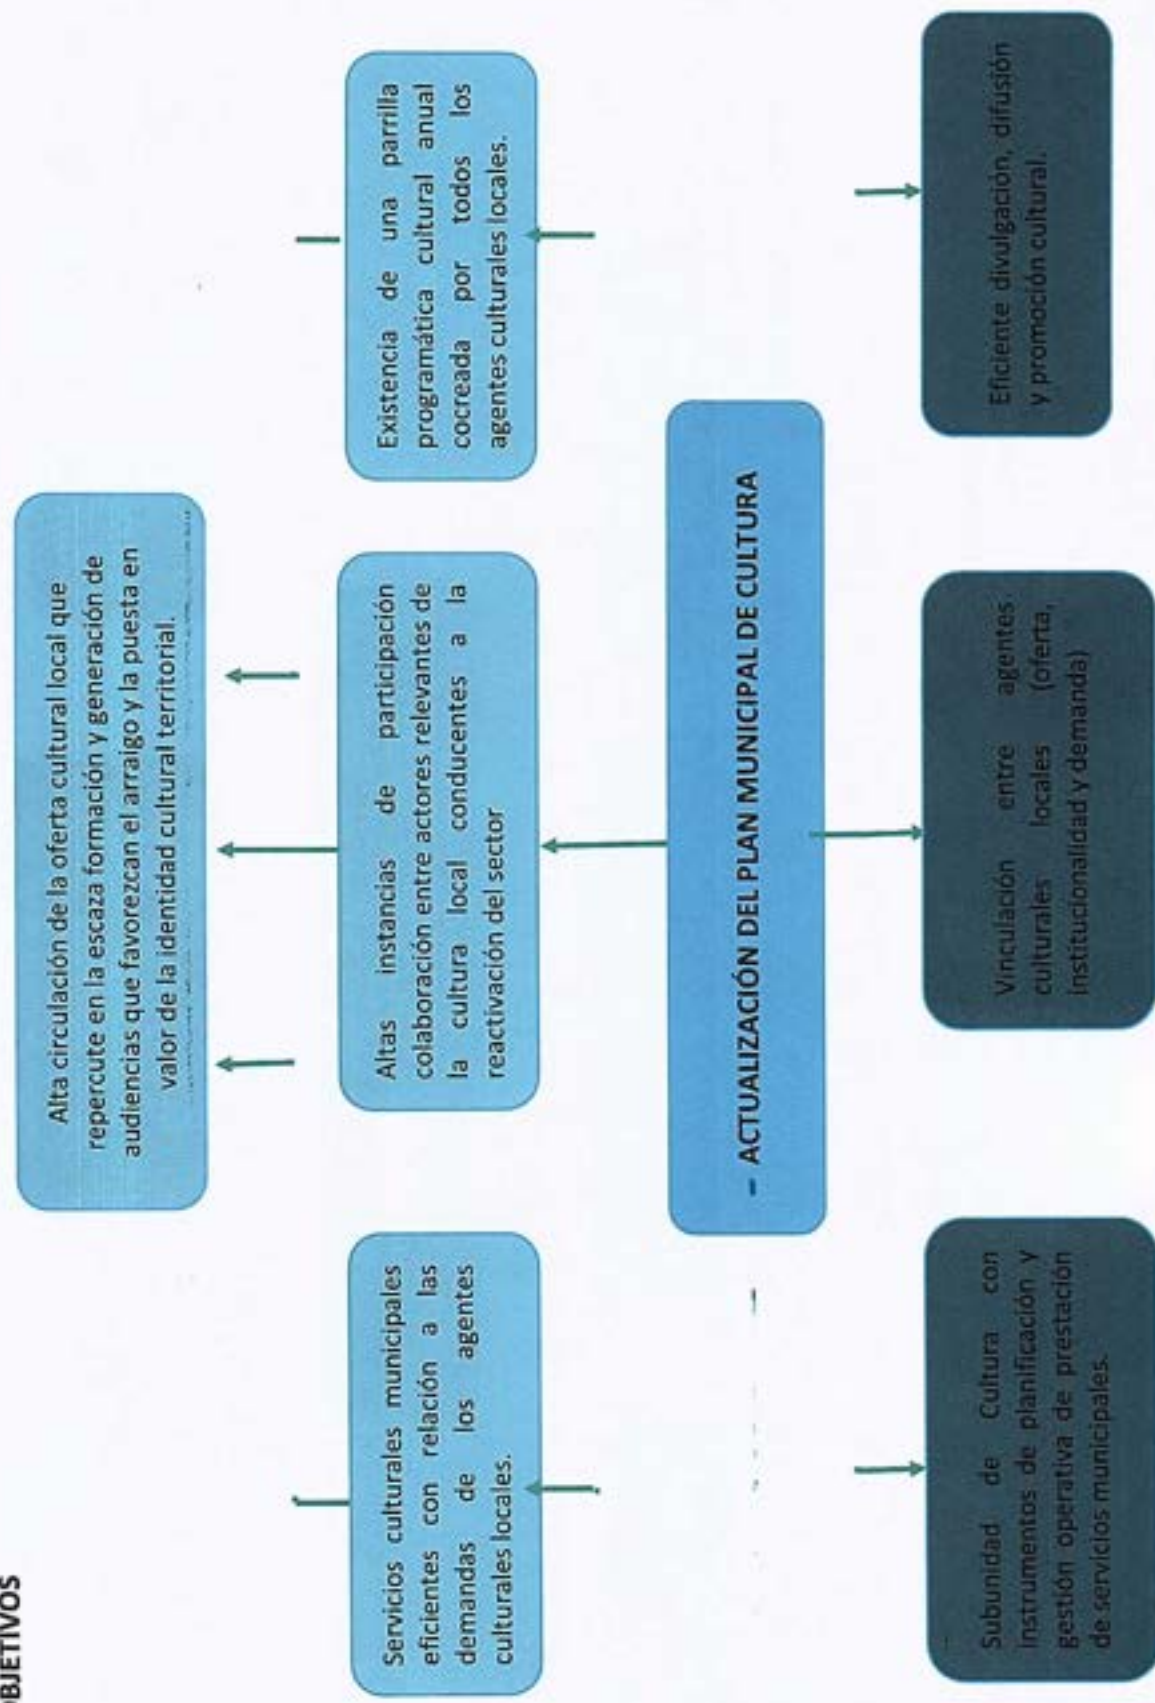 OBJETIVOS
Alta circulación de la oferta cultural local que
repercute en la escaza formación y generación de
audiencias que favorezcan el arraigo y la puesta en
valor de la identidad cultural territorial.
Servicios culturales municipales
eficientes con relación a las
demandas de los agentes
culturales locales.
Altas instancias de participación
colaboración entre actores relevantes de
la cultura local conducentes a la
reactivación del sector
Existencia de una parrilla
programática cultural anual
cocreada por todos los
agentes culturales locales.
– ACTUALIZACIÓN DEL PLAN MUNICIPAL DE CULTURA
Subunidad de Cultura con
instrumentos de planificación y
gestión operativa de prestación
de servicios municipales.
Vinculación entre agentes
culturales locales (oferta,
institucionalidad y demanda)
Eficiente divulgación, difusión
y promoción cultural.